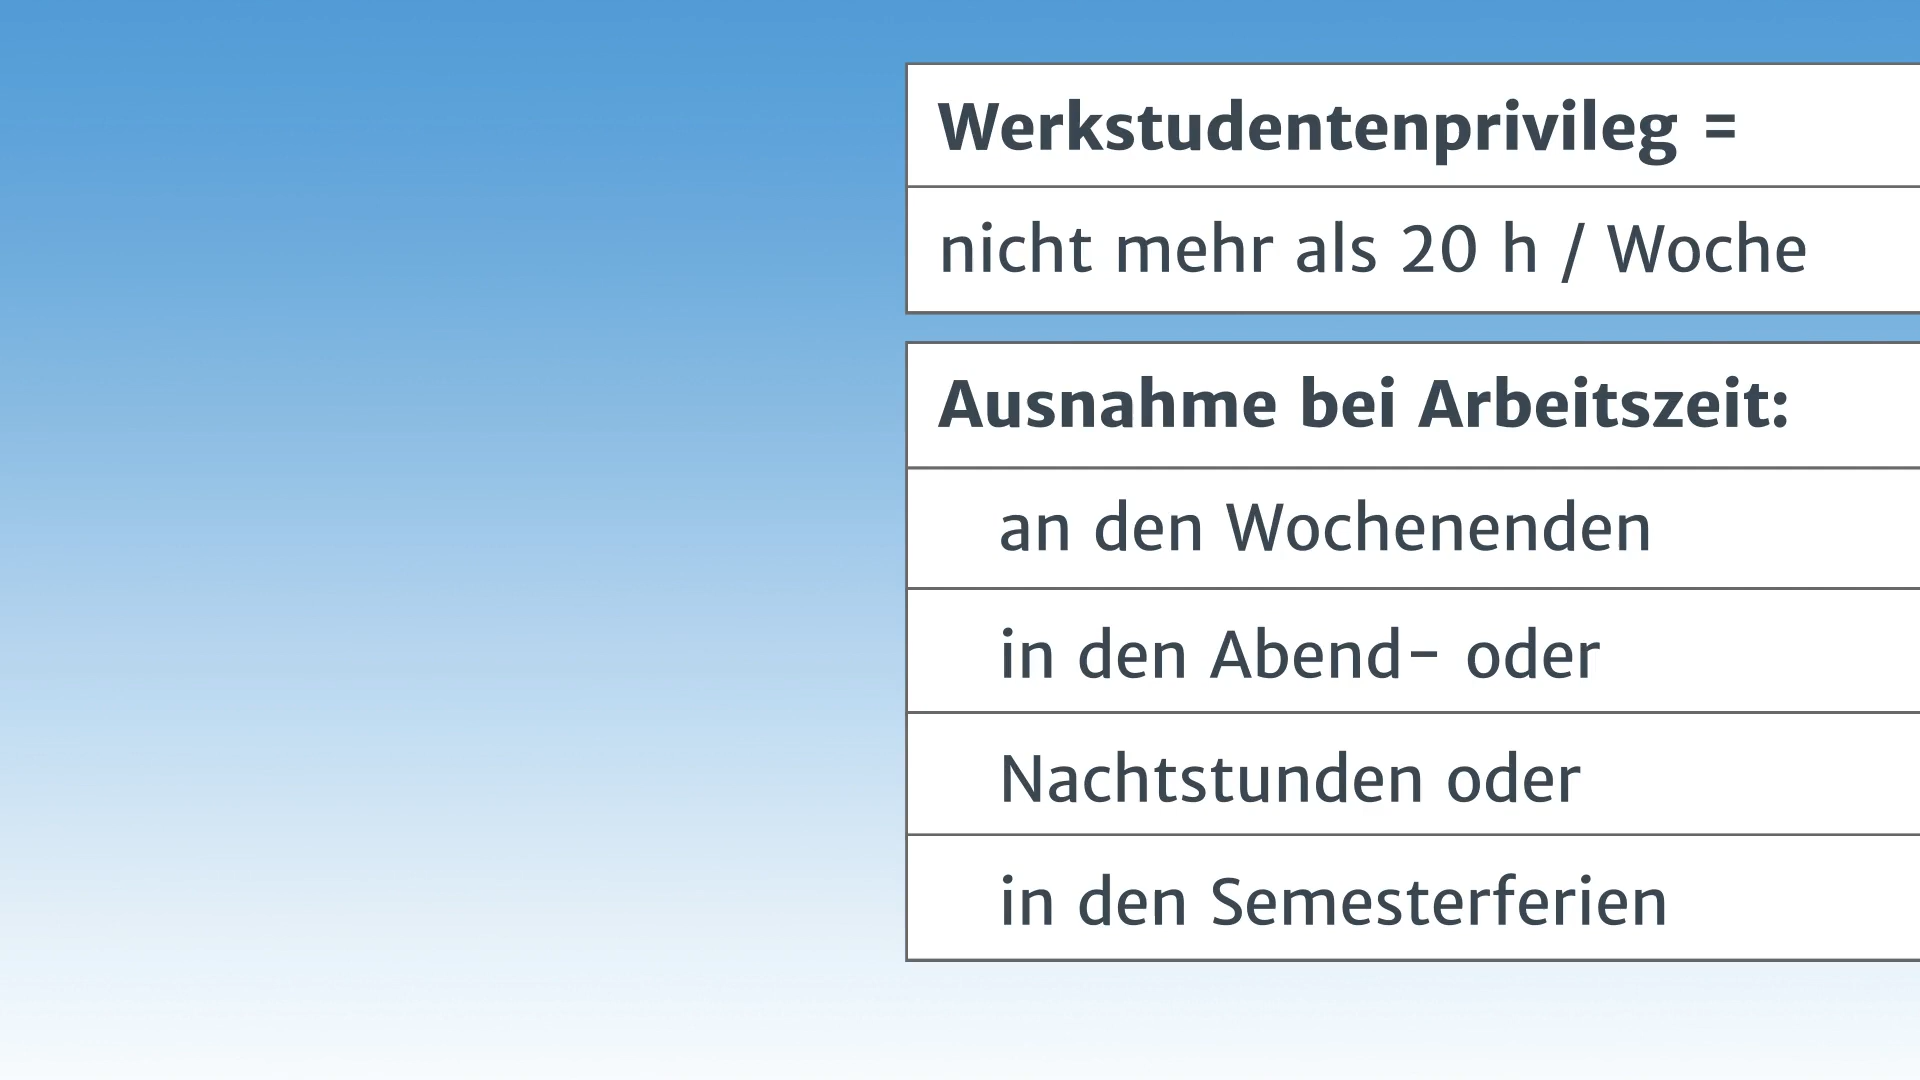 Werkstudentenprivileg =
nicht mehr als 20 h / Woche
Ausnahme bei Arbeitszeit:
an den Wochenenden
in den Abend- oder
Nachtstunden oder
in den Semesterferien